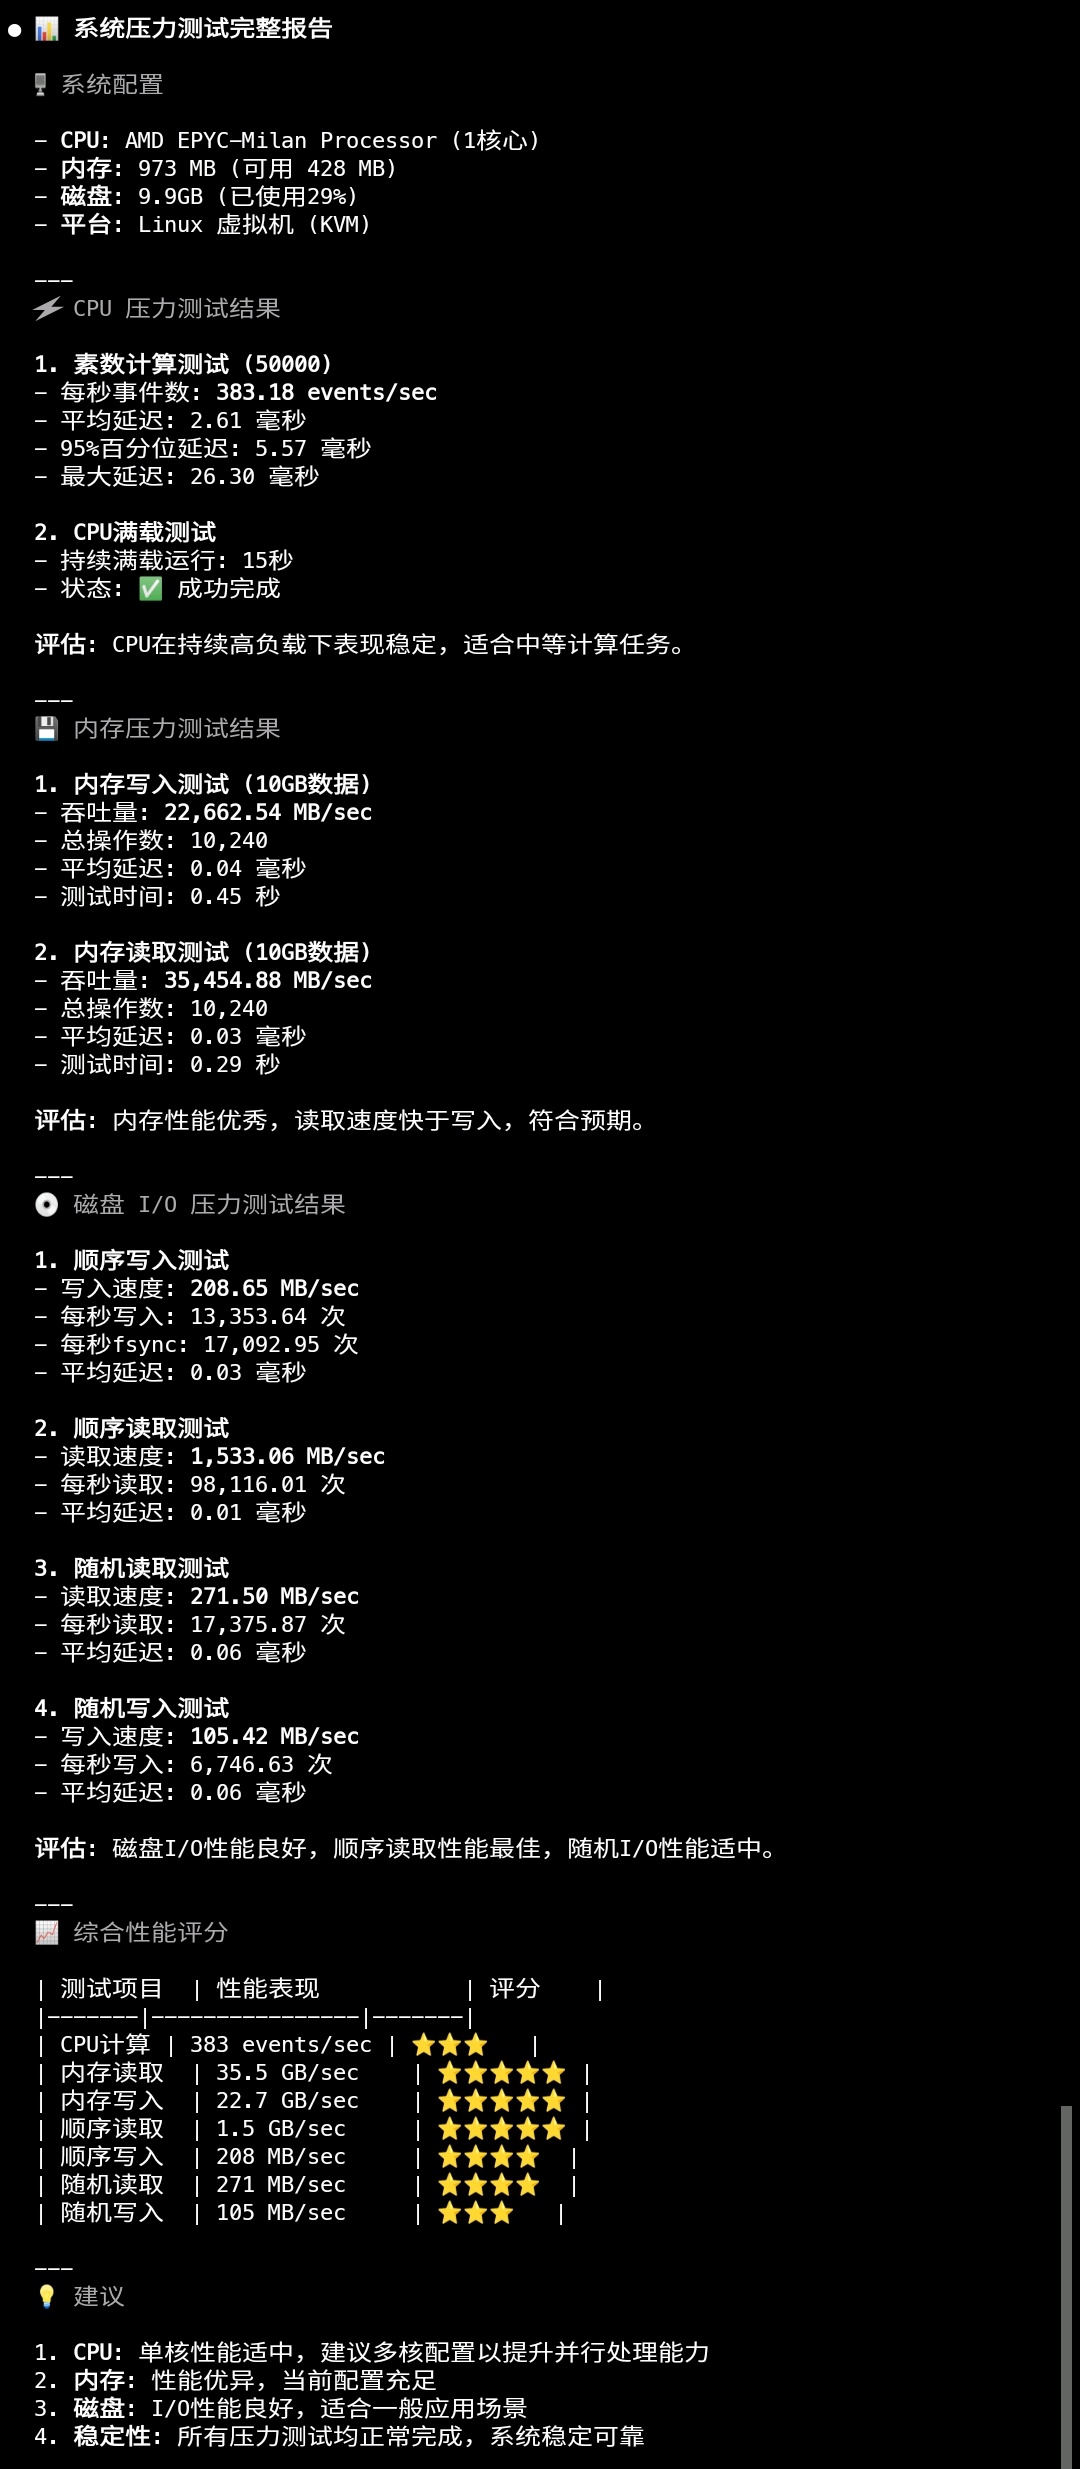 ● 📊 系统压力测试完整报告
🖥 系统配置
- CPU: AMD EPYC-Milan Processor (1核心)
- 内存: 973 MB (可用 428 MB)
- 磁盘: 9.9GB (已使用29%)
- 平台: Linux 虚拟机 (KVM)
---
⚡ CPU 压力测试结果
1. 素数计算测试 (50000)
- 每秒事件数: 383.18 events/sec
- 平均延迟: 2.61 毫秒
- 95%百分位延迟: 5.57 毫秒
- 最大延迟: 26.30 毫秒
2. CPU满载测试
- 持续满载运行: 15秒
- 状态: ✅ 成功完成
评估: CPU在持续高负载下表现稳定，适合中等计算任务。
---
💾 内存压力测试结果
1. 内存写入测试 (10GB数据)
- 吞吐量: 22,662.54 MB/sec
- 总操作数: 10,240
- 平均延迟: 0.04 毫秒
- 测试时间: 0.45 秒
2. 内存读取测试 (10GB数据)
- 吞吐量: 35,454.88 MB/sec
- 总操作数: 10,240
- 平均延迟: 0.03 毫秒
- 测试时间: 0.29 秒
评估: 内存性能优秀，读取速度快于写入，符合预期。
---
💿 磁盘 I/O 压力测试结果
1. 顺序写入测试
- 写入速度: 208.65 MB/sec
- 每秒写入: 13,353.64 次
- 每秒fsync: 17,092.95 次
- 平均延迟: 0.03 毫秒
2. 顺序读取测试
- 读取速度: 1,533.06 MB/sec
- 每秒读取: 98,116.01 次
- 平均延迟: 0.01 毫秒
3. 随机读取测试
- 读取速度: 271.50 MB/sec
- 每秒读取: 17,375.87 次
- 平均延迟: 0.06 毫秒
4. 随机写入测试
- 写入速度: 105.42 MB/sec
- 每秒写入: 6,746.63 次
- 平均延迟: 0.06 毫秒
评估: 磁盘I/O性能良好，顺序读取性能最佳，随机I/O性能适中。
---
📈 综合性能评分
| 测试项目 | 性能表现 | 评分 |
|-------|----------------|-------|
| CPU计算 | 383 events/sec | ⭐⭐⭐ |
| 内存读取 | 35.5 GB/sec | ⭐⭐⭐⭐⭐ |
| 内存写入 | 22.7 GB/sec | ⭐⭐⭐⭐⭐ |
| 顺序读取 | 1.5 GB/sec | ⭐⭐⭐⭐⭐ |
| 顺序写入 | 208 MB/sec | ⭐⭐⭐⭐ |
| 随机读取 | 271 MB/sec | ⭐⭐⭐⭐ |
| 随机写入 | 105 MB/sec | ⭐⭐⭐ |
---
💡 建议
1. CPU: 单核性能适中，建议多核配置以提升并行处理能力
2. 内存: 性能优异，当前配置充足
3. 磁盘: I/O性能良好，适合一般应用场景
4. 稳定性: 所有压力测试均正常完成，系统稳定可靠